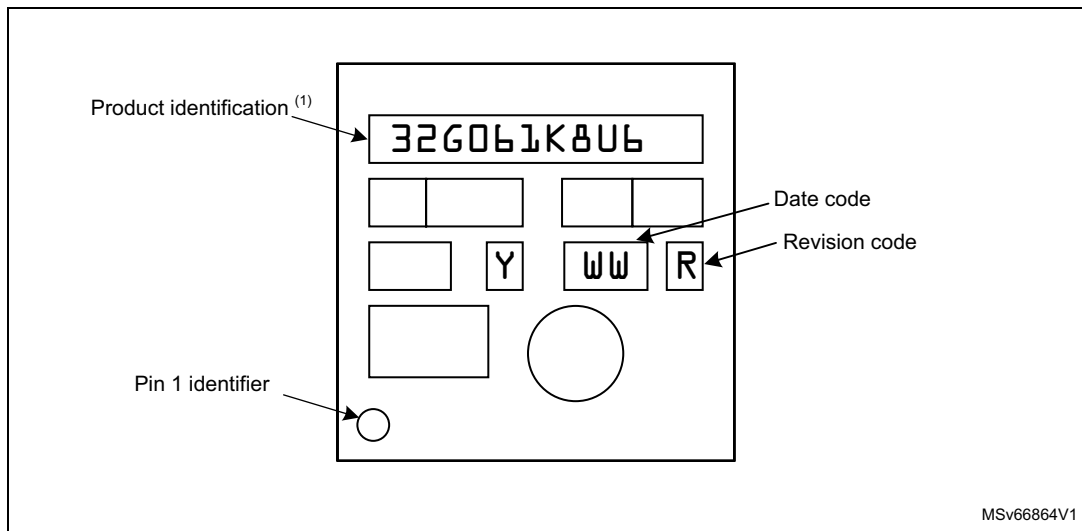 Product identification (1)
32G061K8U6
Date code
Revision code
Y WW R
Pin 1 identifier
MSv66864V1